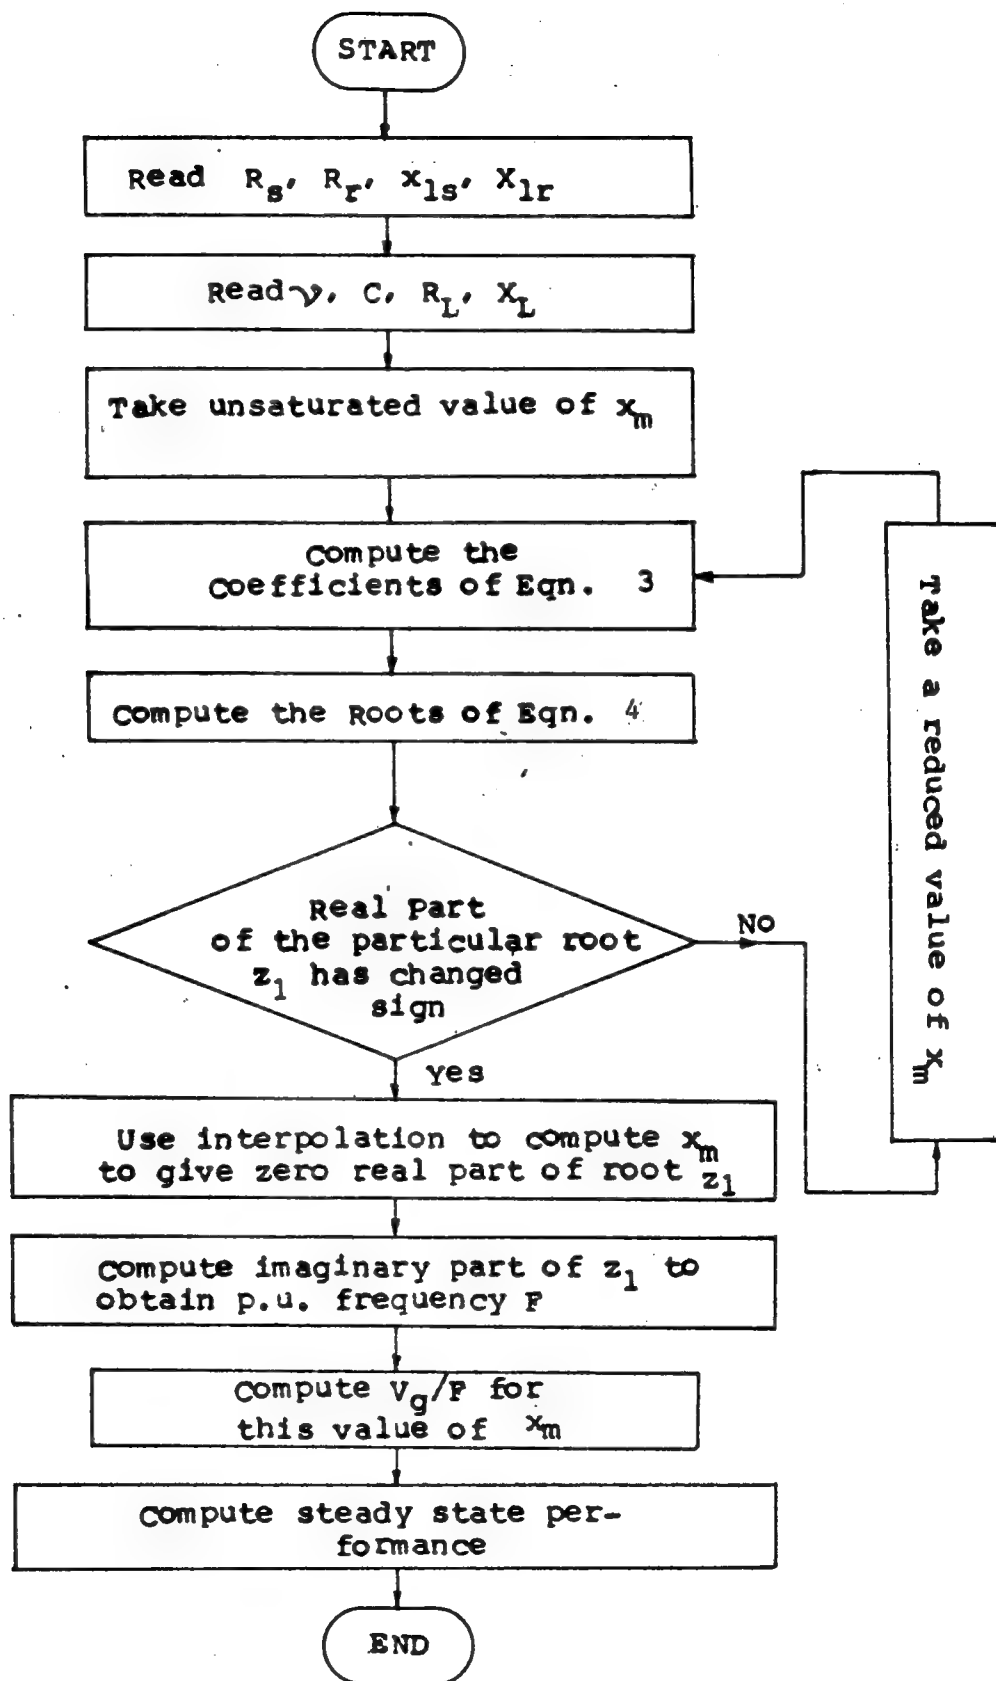 START
Read R_s, R_r, x_ls, X_lr
Read ν, C, R_L, X_L
Take unsaturated value of x_m
Compute the
Coefficients of Eqn. 3
Compute the Roots of Eqn. 4
Real Part
of the particular root
z_1 has changed
sign
NO
Take a reduced value of x_m
Yes
Use interpolation to compute x_m
to give zero real part of root z_1
Compute imaginary part of z_1 to
obtain p.u. frequency F
Compute V_g/F for
this value of x_m
Compute steady state per-
formance
END